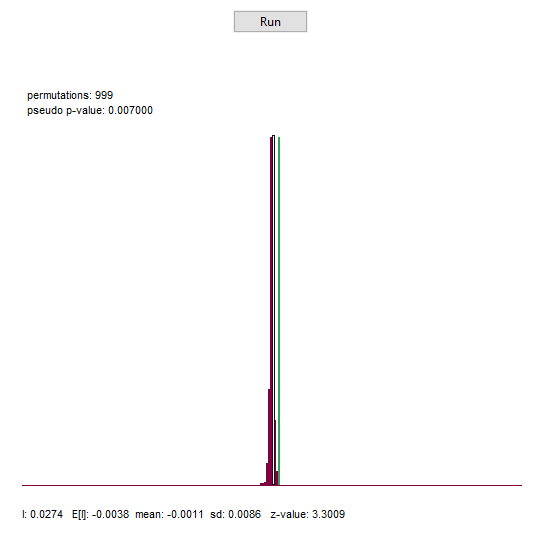 Run
permutations: 999
pseudo p-value: 0.007000
I: 0.0274 E[I]: -0.0038 mean: -0.0011 sd: 0.0086 z-value: 3.3009